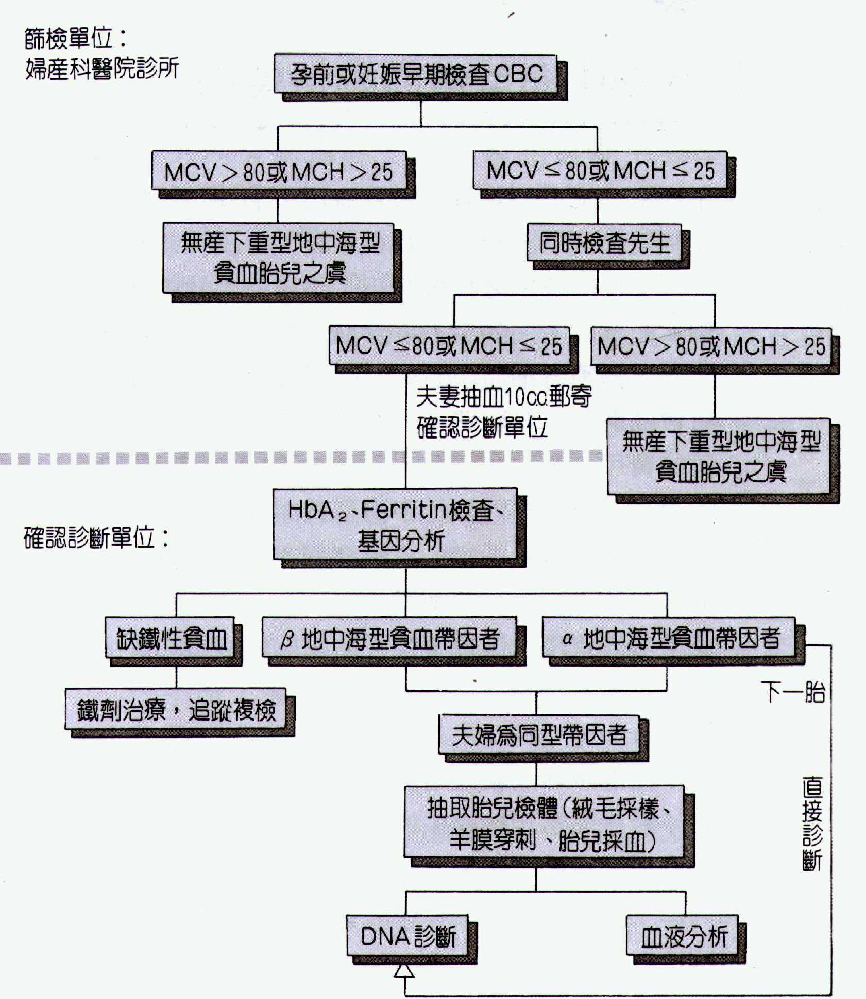 篩檢單位：
婦産科醫院診所
孕前或妊娠早期檢查CBC
MCV＞80或MCH＞25
MCV≦80或MCH≦25
無産下重型地中海型
貧血胎兒之虞
同時檢查先生
MCV≦80或MCH≦25
MCV＞80或MCH＞25
夫妻抽血10c.c.郵寄
確認診斷單位
無産下重型地中海型
貧血胎兒之虞
確認診斷單位：
HbA₂、Ferritin檢查、
基因分析
缺鐵性貧血
β 地中海型貧血帶因者
α 地中海型貧血帶因者
鐵劑治療，追蹤複檢
下一胎
夫婦爲同型帶因者
抽取胎兒檢體(絨毛採樣、
羊膜穿刺、胎兒採血)
直接診斷
DNA診斷
血液分析